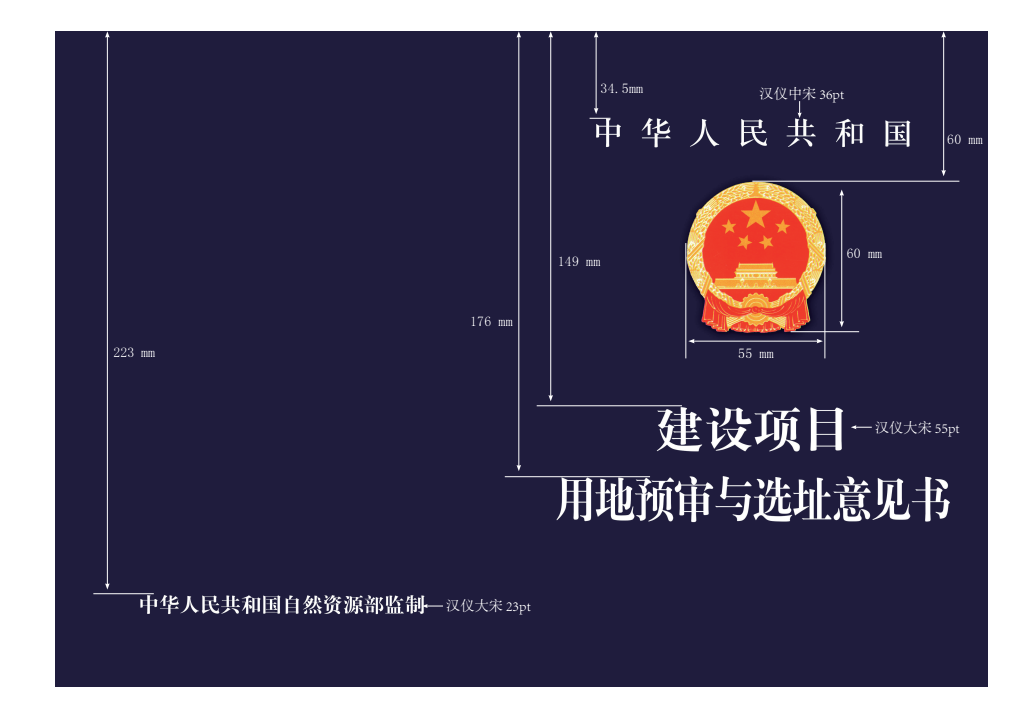 34.5mm
汉仪中宋 36pt
中华人民共和国
60 mm
60 mm
149 mm
176 mm
223 mm
55 mm
建设项目
汉仪大宋 55pt
用地预审与选址意见书
中华人民共和国自然资源部监制
汉仪大宋 23pt